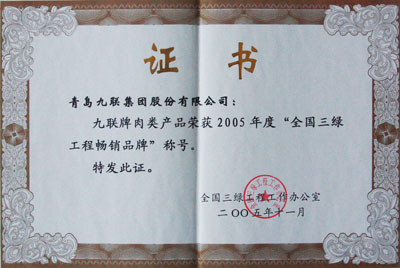 证 书
青岛九联集团股份有限公司：
九联牌肉类产品荣获2005年度“全国三绿
工程畅销品牌”称号。
特发此证。
全国三绿工程工作办公室
二〇〇五年十一月